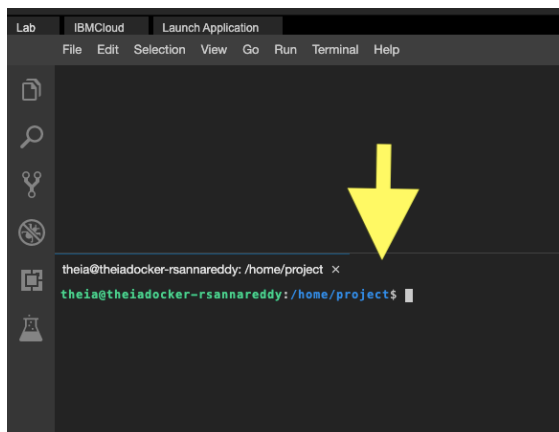 Lab IBMCloud Launch Application
File Edit Selection View Go Run Terminal Help
theia@theiadocker-rsannareddy: /home/project ×
theia@theiadocker-rsannareddy:/home/project$